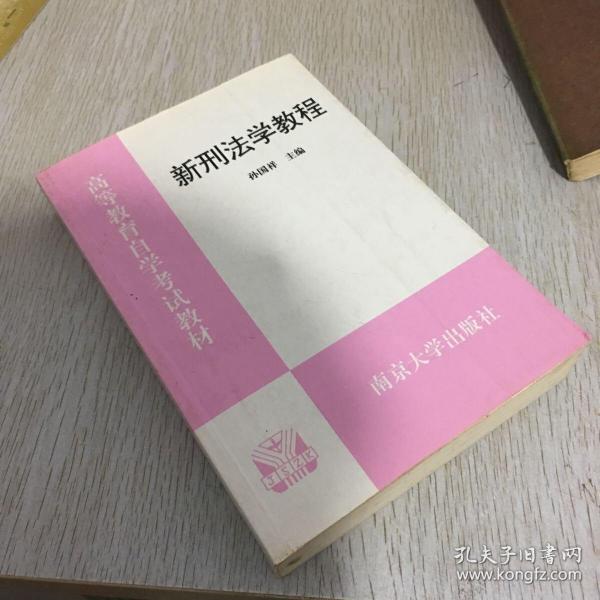 新刑法学教程
孙国祥 主编
高等教育自学考试教材
南京大学出版社
JSZK
孔夫子旧书网
www.kongfz.com